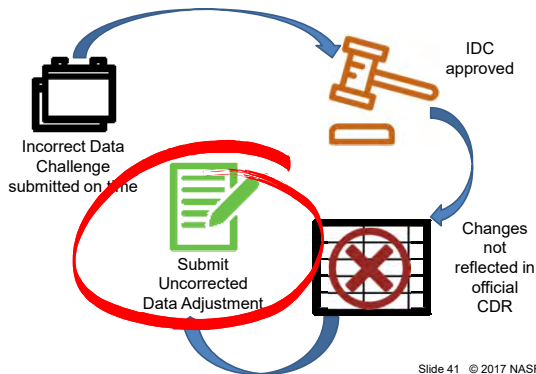 IDC
approved
Incorrect Data
Challenge
submitted on time
Changes
not
reflected in
official
CDR
Submit
Uncorrected
Data Adjustment
Slide 41 © 2017 NASF